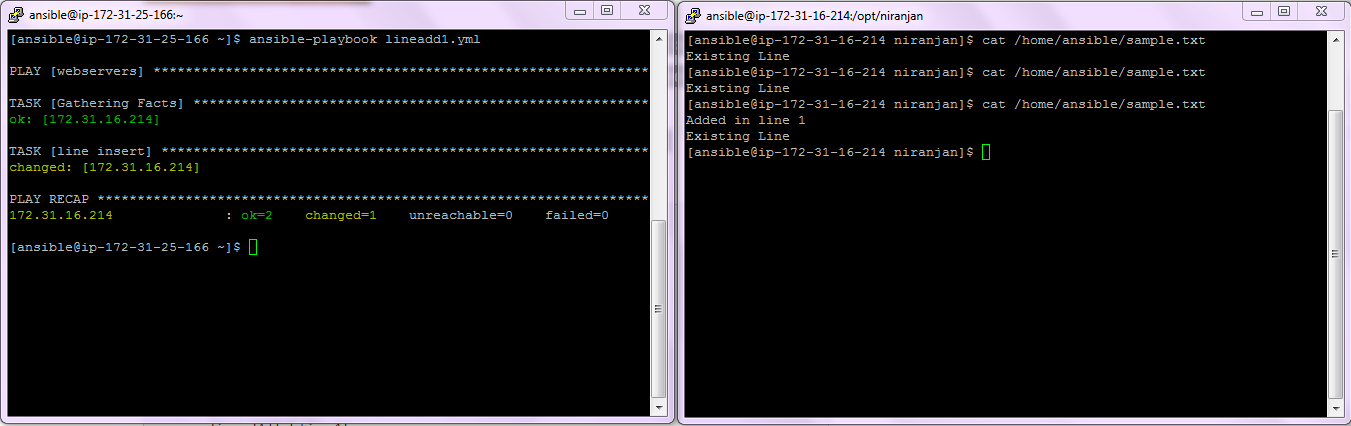 ansible@ip-172-31-25-166:~
[ansible@ip-172-31-25-166 ~]$ ansible-playbook lineadd1.yml
PLAY [webservers] **************************************************************
TASK [Gathering Facts] *********************************************************
ok: [172.31.16.214]
TASK [line insert] *************************************************************
changed: [172.31.16.214]
PLAY RECAP *********************************************************************
172.31.16.214 : ok=2 changed=1 unreachable=0 failed=0
[ansible@ip-172-31-25-166 ~]$
ansible@ip-172-31-16-214:/opt/niranjan
[ansible@ip-172-31-16-214 niranjan]$ cat /home/ansible/sample.txt
Existing Line
[ansible@ip-172-31-16-214 niranjan]$ cat /home/ansible/sample.txt
Existing Line
[ansible@ip-172-31-16-214 niranjan]$ cat /home/ansible/sample.txt
Added in line 1
Existing Line
[ansible@ip-172-31-16-214 niranjan]$